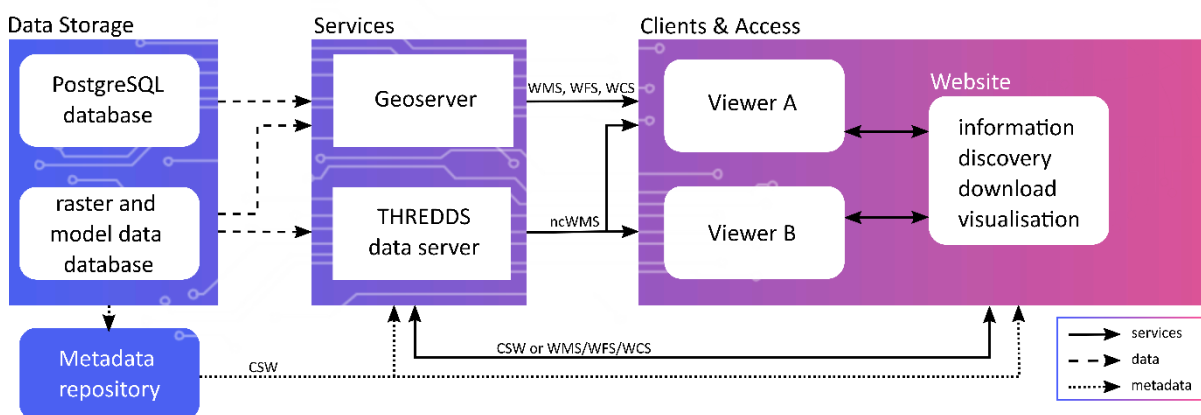 Data Storage
PostgreSQL
database
raster and
model data
database
Metadata
repository
Services
Geoserver
THREDDS
data server
WMS, WFS, WCS
ncWMS
Clients & Access
Viewer A
Viewer B
Website
information
discovery
download
visualisation
CSW
CSW or WMS/WFS/WCS
services
data
metadata